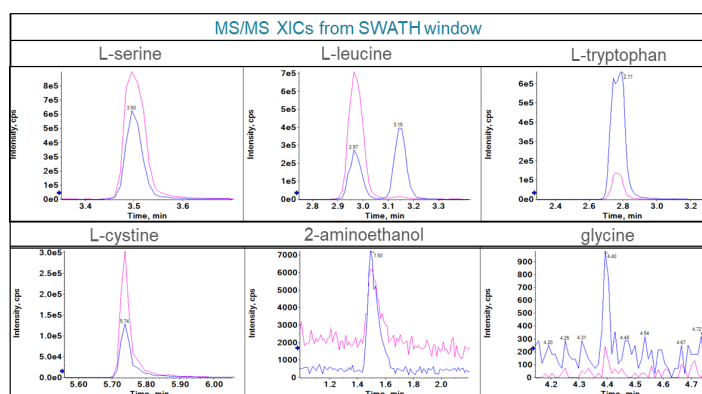 MS/MS XICs from SWATH window
L-serine
L-leucine
L-tryptophan
Intensity, cps
8e5
7e5
6e5
5e5
4e5
3e5
2e5
1e5
0e0
3.50
3.4 3.5 3.6
Time, min
Intensity, cps
7e5
6e5
5e5
4e5
3e5
2e5
1e5
0e0
2.97
3.15
2.8 2.9 3.0 3.1 3.2 3.3
Time, min
Intensity, cps
6e5
5e5
4e5
3e5
2e5
1e5
0e0
2.77
2.4 2.6 2.8 3.0 3.2
Time, min
L-cystine
2-aminoethanol
glycine
Intensity, cps
3.0e5
2.5e5
2.0e5
1.5e5
1.0e5
5.0e4
0.0e0
5.74
5.60 5.70 5.80 5.90 6.00
Time, min
Intensity, cps
7000
6000
5000
4000
3000
2000
1000
0
1.50
1.2 1.4 1.6 1.8 2.0
Time, min
Intensity, cps
900
800
700
600
500
400
300
200
100
0
4.20
4.25
4.31
4.40
4.48
4.54
4.67
4.72
4.2 4.3 4.4 4.5 4.6 4.7
Time, min